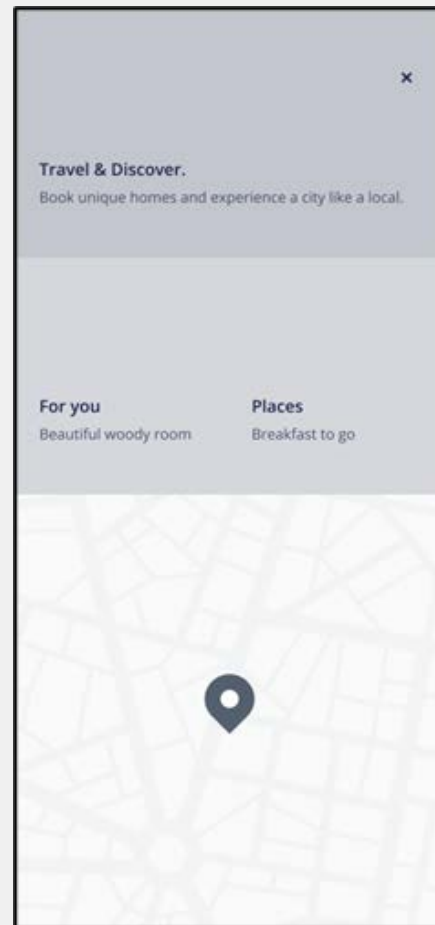 ×
Travel & Discover.
Book unique homes and experience a city like a local.
For you
Beautiful woody room
Places
Breakfast to go